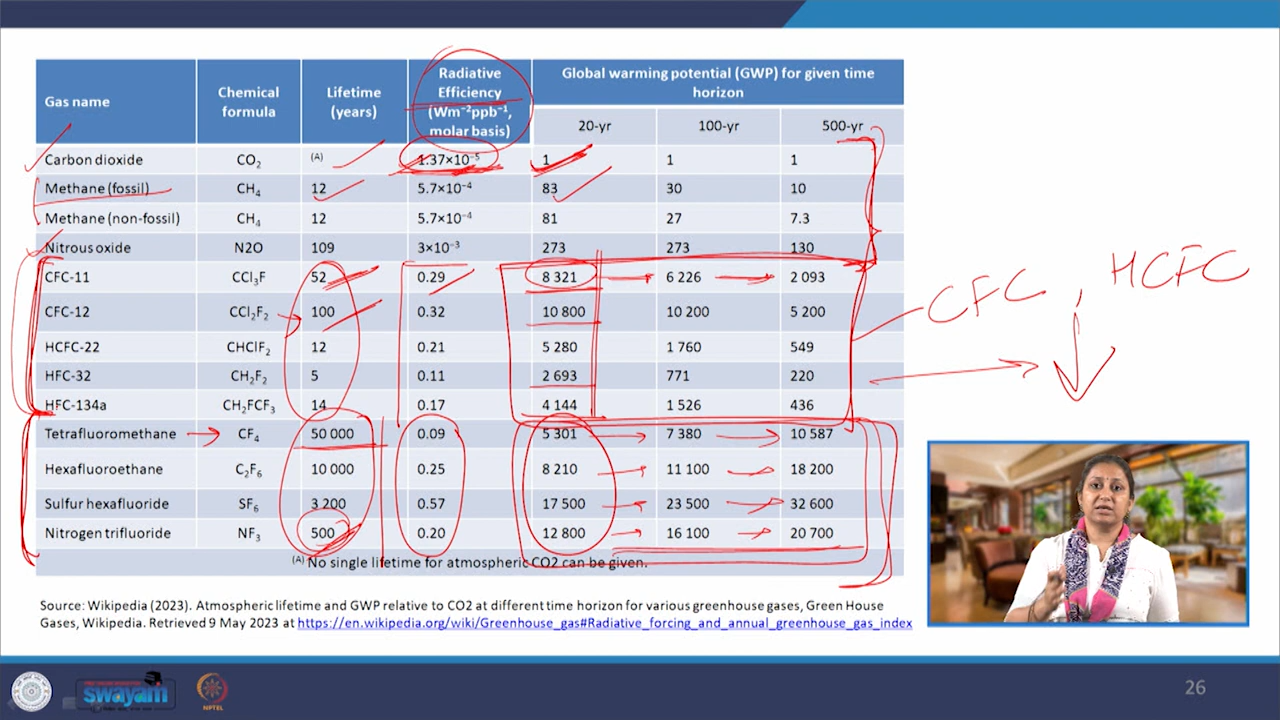 Gas name Chemical formula Lifetime (years) Radiative Efficiency (Wm⁻²ppb⁻¹, molar basis) Global warming potential (GWP) for given time horizon
20-yr 100-yr 500-yr
Carbon dioxide CO₂ (A) 1.37×10⁻⁵ 1 1 1
Methane (fossil) CH₄ 12 5.7×10⁻⁴ 83 30 10
Methane (non-fossil) CH₄ 12 5.7×10⁻⁴ 81 27 7.3
Nitrous oxide N2O 109 3×10⁻³ 273 273 130
CFC-11 CCl₃F 52 0.29 8 321 6 226 2 093
CFC-12 CCl₂F₂ 100 0.32 10 800 10 200 5 200
HCFC-22 CHClF₂ 12 0.21 5 280 1 760 549
HFC-32 CH₂F₂ 5 0.11 2 693 771 220
HFC-134a CH₂FCF₃ 14 0.17 4 144 1 526 436
Tetrafluoromethane CF₄ 50 000 0.09 5 301 7 380 10 587
Hexafluoroethane C₂F₆ 10 000 0.25 8 210 11 100 18 200
Sulfur hexafluoride SF₆ 3 200 0.57 17 500 23 500 32 600
Nitrogen trifluoride NF₃ 500 0.20 12 800 16 100 20 700
(A) No single lifetime for atmospheric CO2 can be given.
CFC, HCFC
Source: Wikipedia (2023). Atmospheric lifetime and GWP relative to CO2 at different time horizon for various greenhouse gases, Green House
Gases, Wikipedia. Retrieved 9 May 2023 at https://en.wikipedia.org/wiki/Greenhouse_gas#Radiative_forcing_and_annual_greenhouse_gas_index
swayam
NPTEL
26